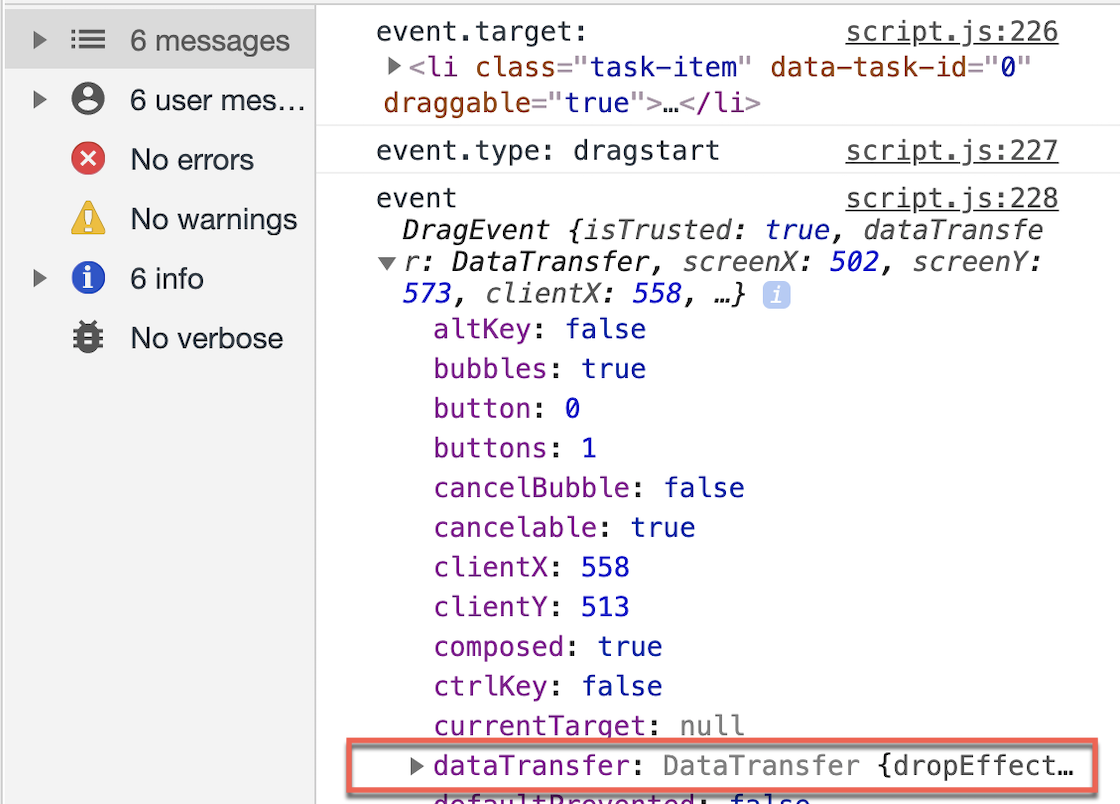 6 messages
6 user mes…
No errors
No warnings
6 info
No verbose
event.target: script.js:226
<li class="task-item" data-task-id="0"
draggable="true">…</li>
event.type: dragstart script.js:227
event script.js:228
DragEvent {isTrusted: true, dataTransfe
r: DataTransfer, screenX: 502, screenY:
573, clientX: 558, …} i
altKey: false
bubbles: true
button: 0
buttons: 1
cancelBubble: false
cancelable: true
clientX: 558
clientY: 513
composed: true
ctrlKey: false
currentTarget: null
dataTransfer: DataTransfer {dropEffect…
defaultPrevented: false